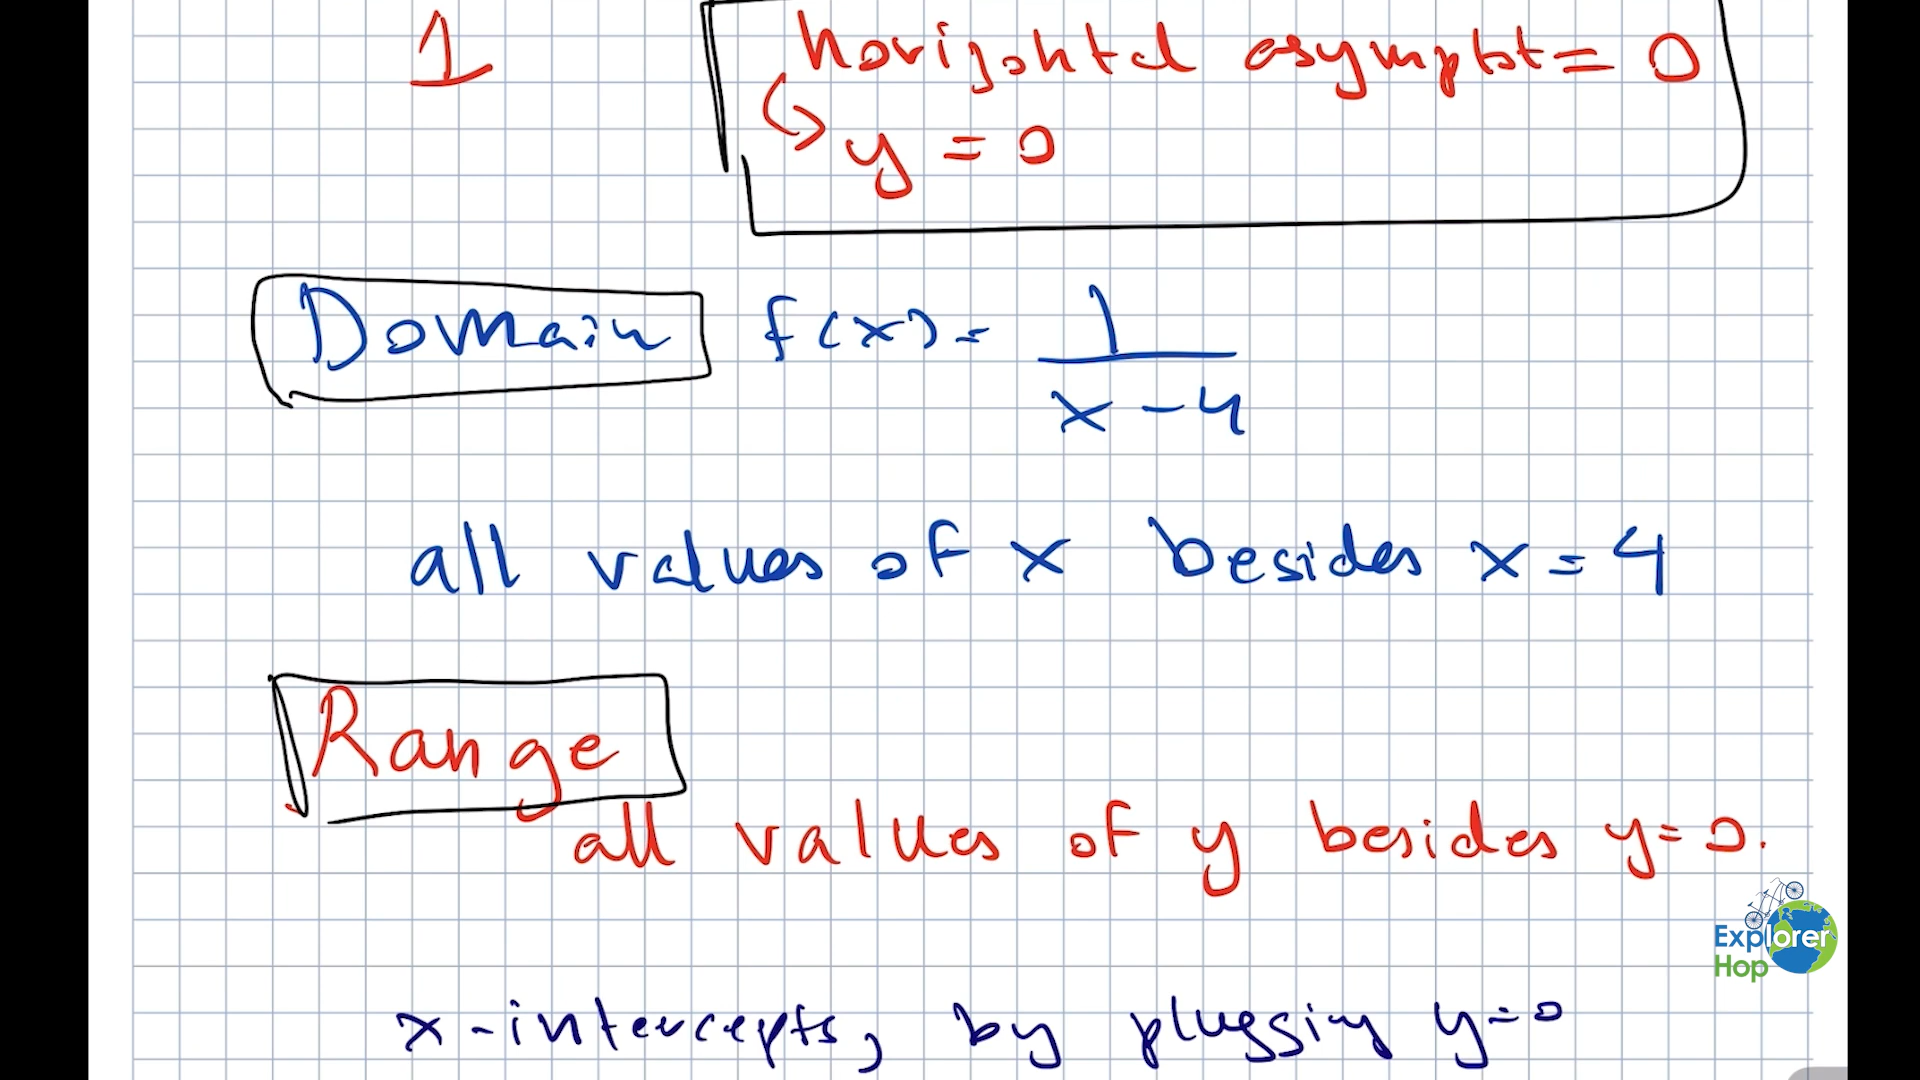 1
horizontal asymptot = 0
y = 0
Domain f(x) = 1
x - 4
all values of x besides x = 4
Range
all values of y besides y = 0.
Explorer
Hop
x-intercepts, by plugging y = 0